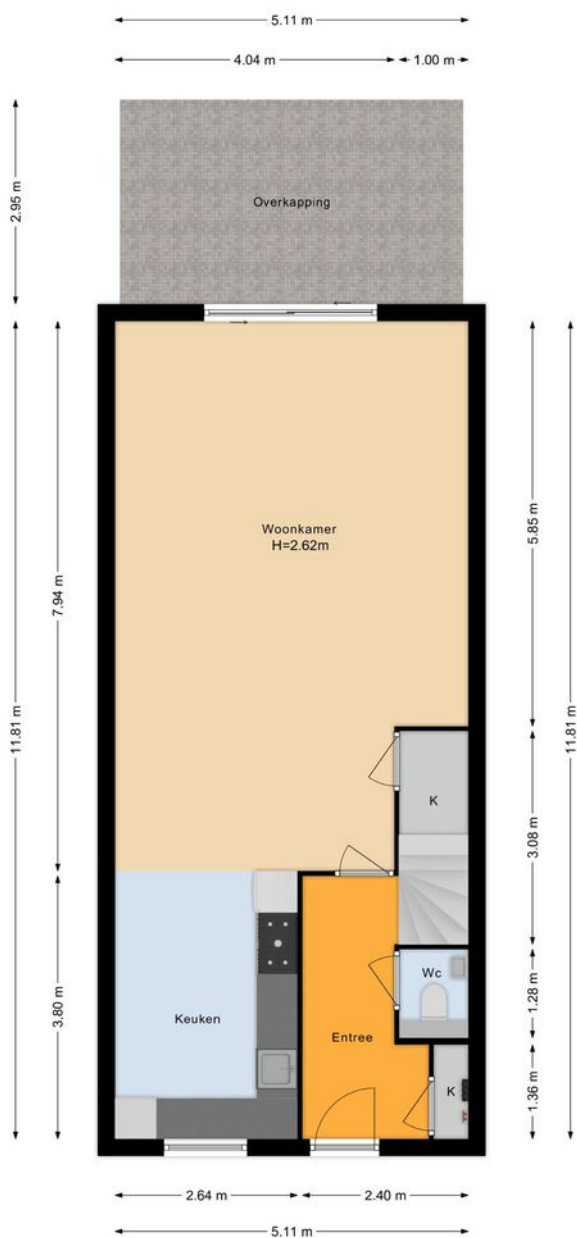 5.11 m
4.04 m
1.00 m
2.95 m
Overkapping
Woonkamer
H=2.62m
5.85 m
7.94 m
11.81 m
11.81 m
K
3.08 m
Wc
1.28 m
Keuken
3.80 m
Entree
K
1.36 m
2.64 m
2.40 m
5.11 m